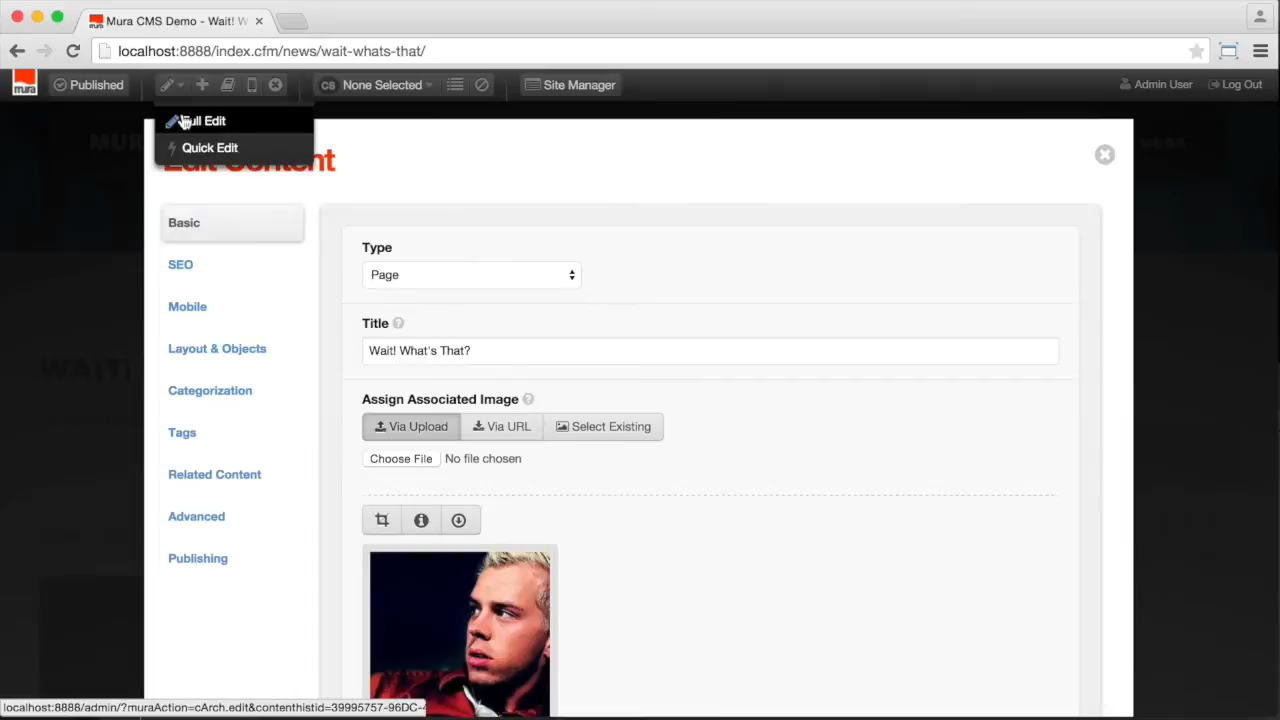 Mura CMS Demo - Wait! W
localhost:8888/index.cfm/news/wait-whats-that/
mura
Published
CS None Selected
Site Manager
Admin User
Log Out
Full Edit
Quick Edit
Edit Content
Basic
SEO
Mobile
Layout & Objects
Categorization
Tags
Related Content
Advanced
Publishing
Type
Page
Title
Wait! What's That?
Assign Associated Image
Via Upload Via URL Select Existing
Choose File No file chosen
WAIT!
localhost:8888/admin/?muraAction=cArch.edit&contenthistid=39995757-96DC-4